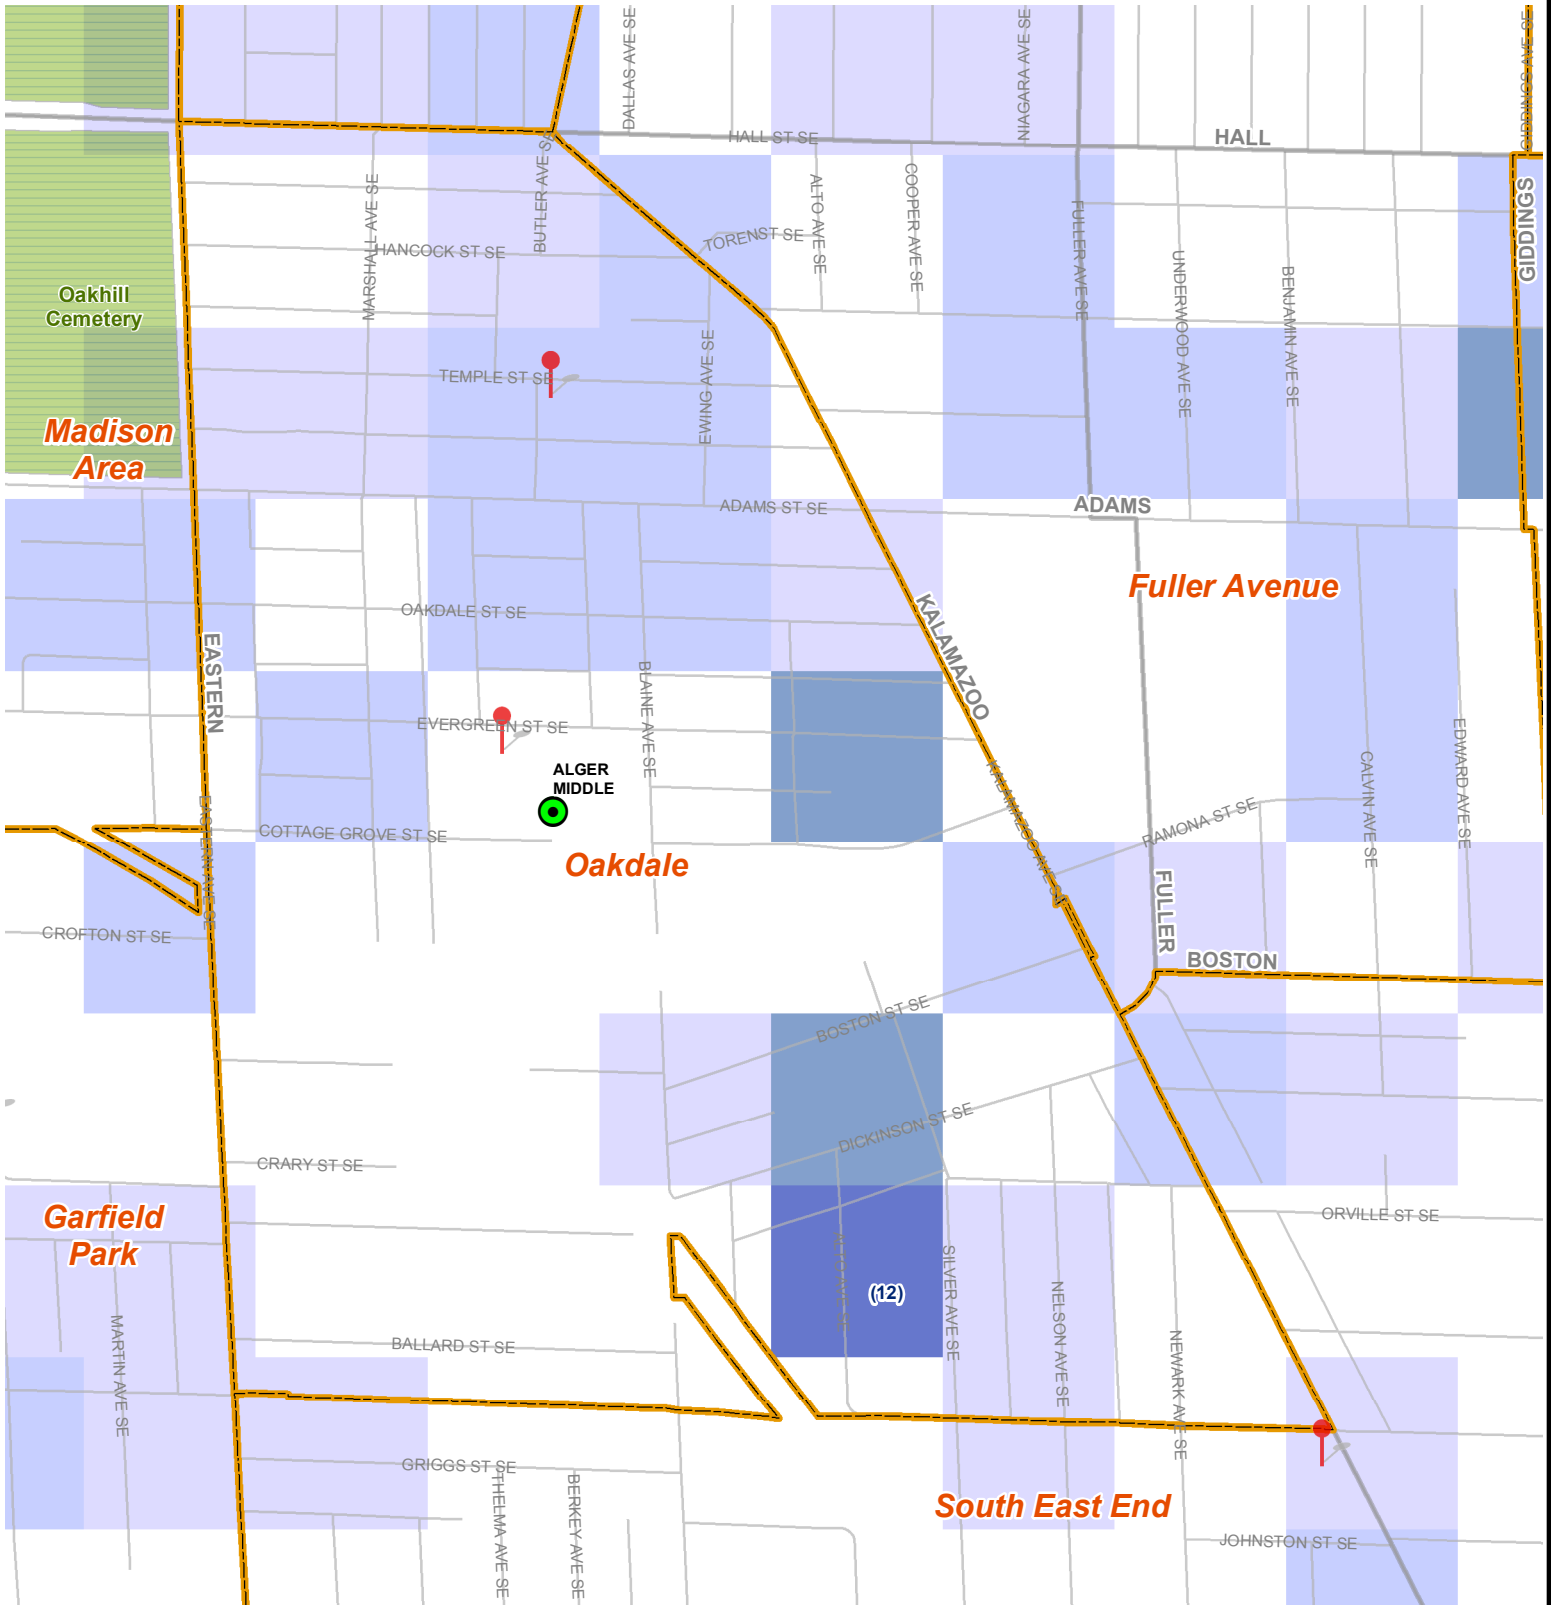 DALLAS AVE SE
NIAGARA AVE SE
GIDDINGS AVE SE
HALL ST SE
HALL
BUTLER AVE SE
MARSHALL AVE SE
ALTO AVE SE
COOPER AVE SE
FULLER AVE SE
GIDDINGS
TORENST SE
HANCOCK ST SE
UNDERWOOD AVE SE
BENJAMIN AVE SE
Oakhill
Cemetery
EWING AVE SE
TEMPLE ST SE
Madison
Area
ADAMS ST SE
ADAMS
Fuller Avenue
OAKDALE ST SE
KALAMAZOO
EASTERN
BLAINE AVE SE
EVERGREEN ST SE
EDWARD AVE SE
CALVIN AVE SE
ALGER
MIDDLE
KALAMAZOO AVE SE
RAMONA ST SE
EASTERN AVE SE
COTTAGE GROVE ST SE
Oakdale
FULLER
CROFTON ST SE
BOSTON
BOSTON ST SE
DICKINSON ST SE
CRARY ST SE
Garfield
Park
ORVILLE ST SE
SILVER AVE SE
(12)
NELSON AVE SE
MARTIN AVE SE
NEWARK AVE SE
BALLARD ST SE
GRIGGS ST SE
THELMA AVE SE
BERKEY AVE SE
South East End
JOHNSTON ST SE